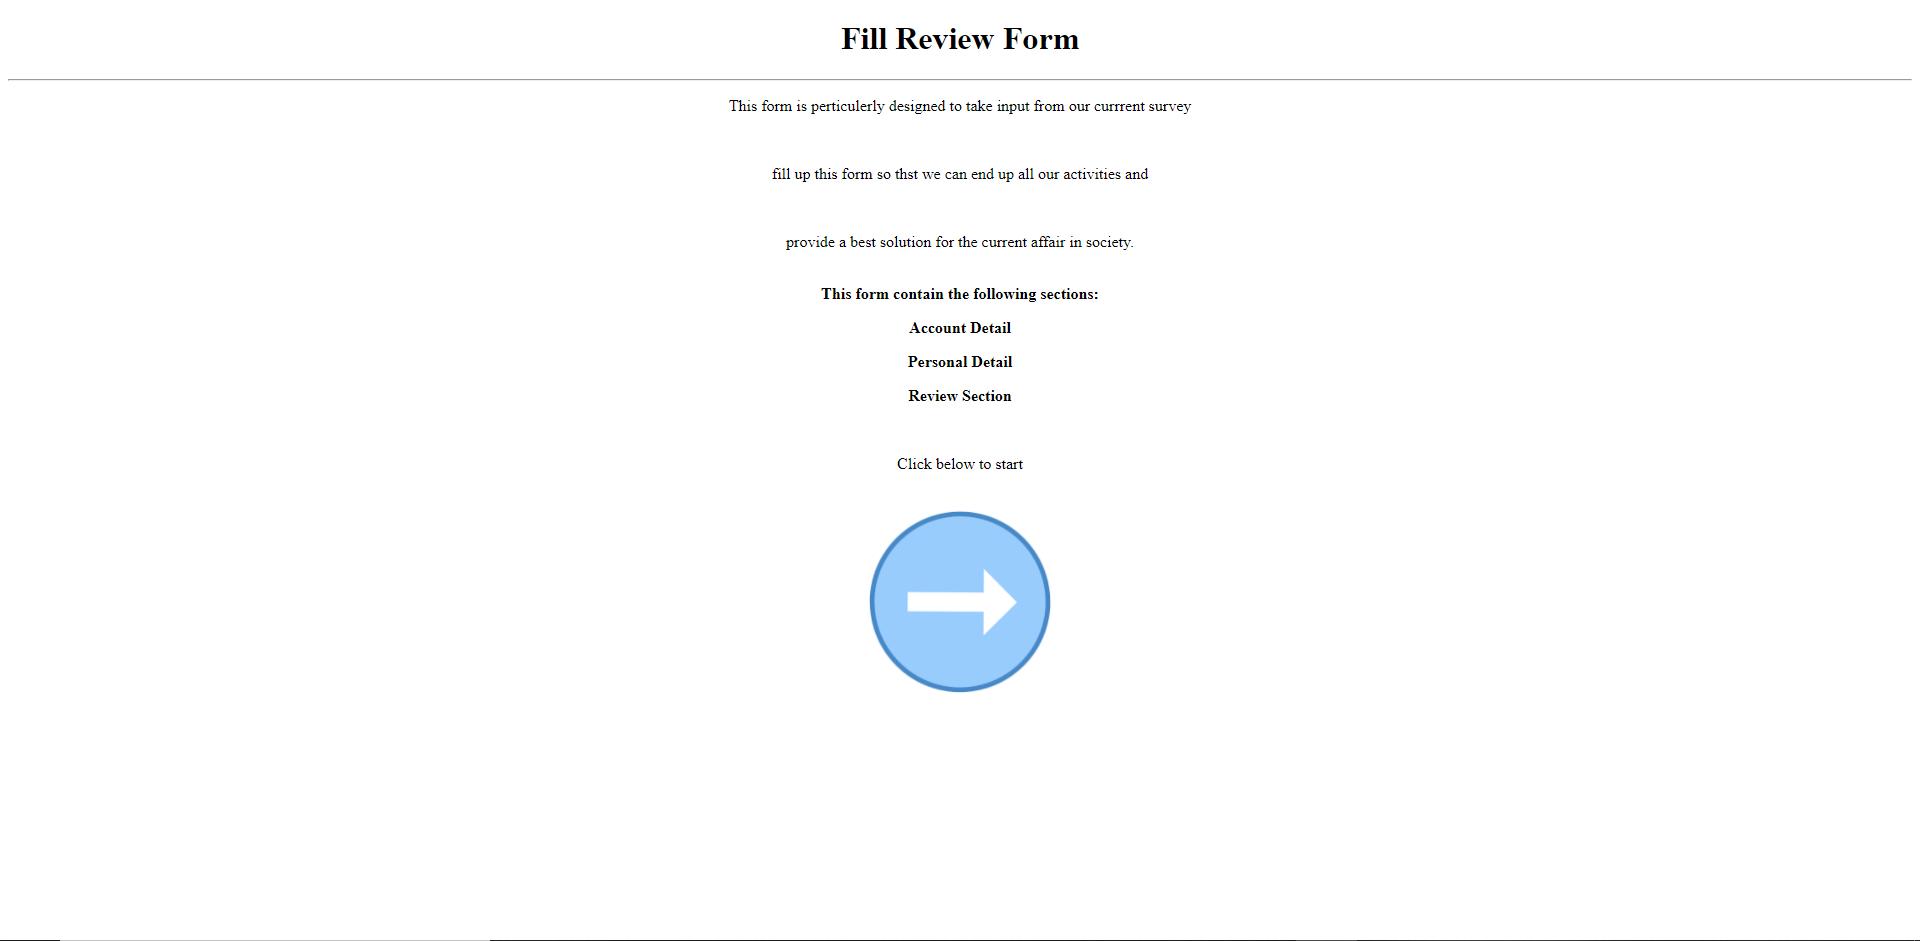 Fill Review Form
This form is perticulerly designed to take input from our currrent survey
fill up this form so thst we can end up all our activities and
provide a best solution for the current affair in society.
This form contain the following sections:
Account Detail
Personal Detail
Review Section
Click below to start